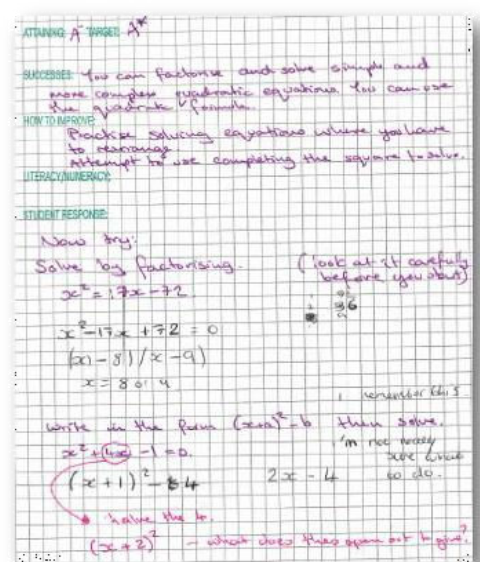 ATTAINING: A⁻ TARGET: A*
SUCCESSES: You can factorise and solve simple and
more complex quadratic equations. You can use
the quadratic formula.
HOW TO IMPROVE:
Practise solving equations where you have
to rearrange
Attempt to use completing the square to solve.
LITERACY/NUMERACY:
STUDENT RESPONSE:
Now try:
Solve by factorising. (look at it carefully
before you start)
x² = 17x - 72
36
x² - 17x + 72 = 0
(x - 8)(x - 9)
x = 8 or 9
remember this
Write in the form (x+a)² - b then solve.
x² + 4x - 1 = 0.
I'm not really
sure what
to do.
(x + 1)² - 4 2x - 4
halve the 4.
(x + 2)² - what does this open out to give?